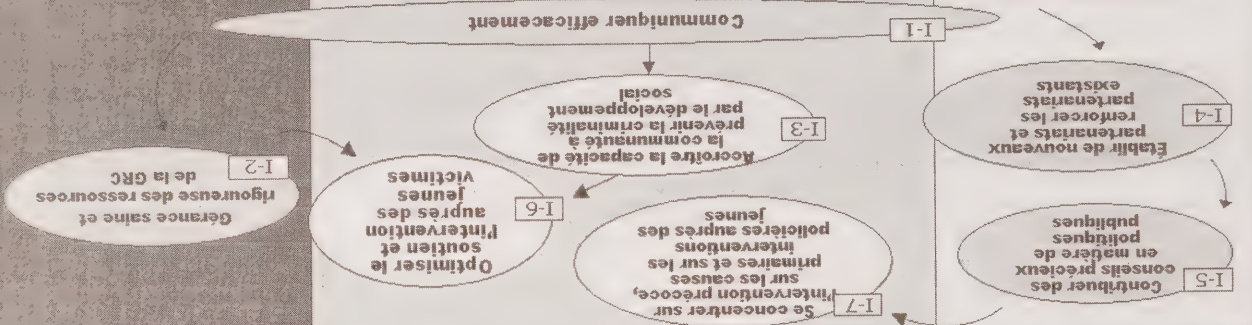 I-5
Contribuer des
conseils précieux
en matière de
politiques
publiques
I-7
Se concentrer sur
l'intervention précoce,
sur les causes
primaires et sur les
interventions
policières auprès des
jeunes
Optimiser le
soutien et
l'intervention
auprès des
jeunes
victimes
I-6
Gérance saine et
rigoureuse des ressources
de la GRC
I-2
Établir de nouveaux
partenariats et
renforcer les
partenariats
existants
I-4
Accroître la capacité de
la communauté à
prévenir la criminalité
par le développement
social
I-3
I-1
Communiquer efficacement